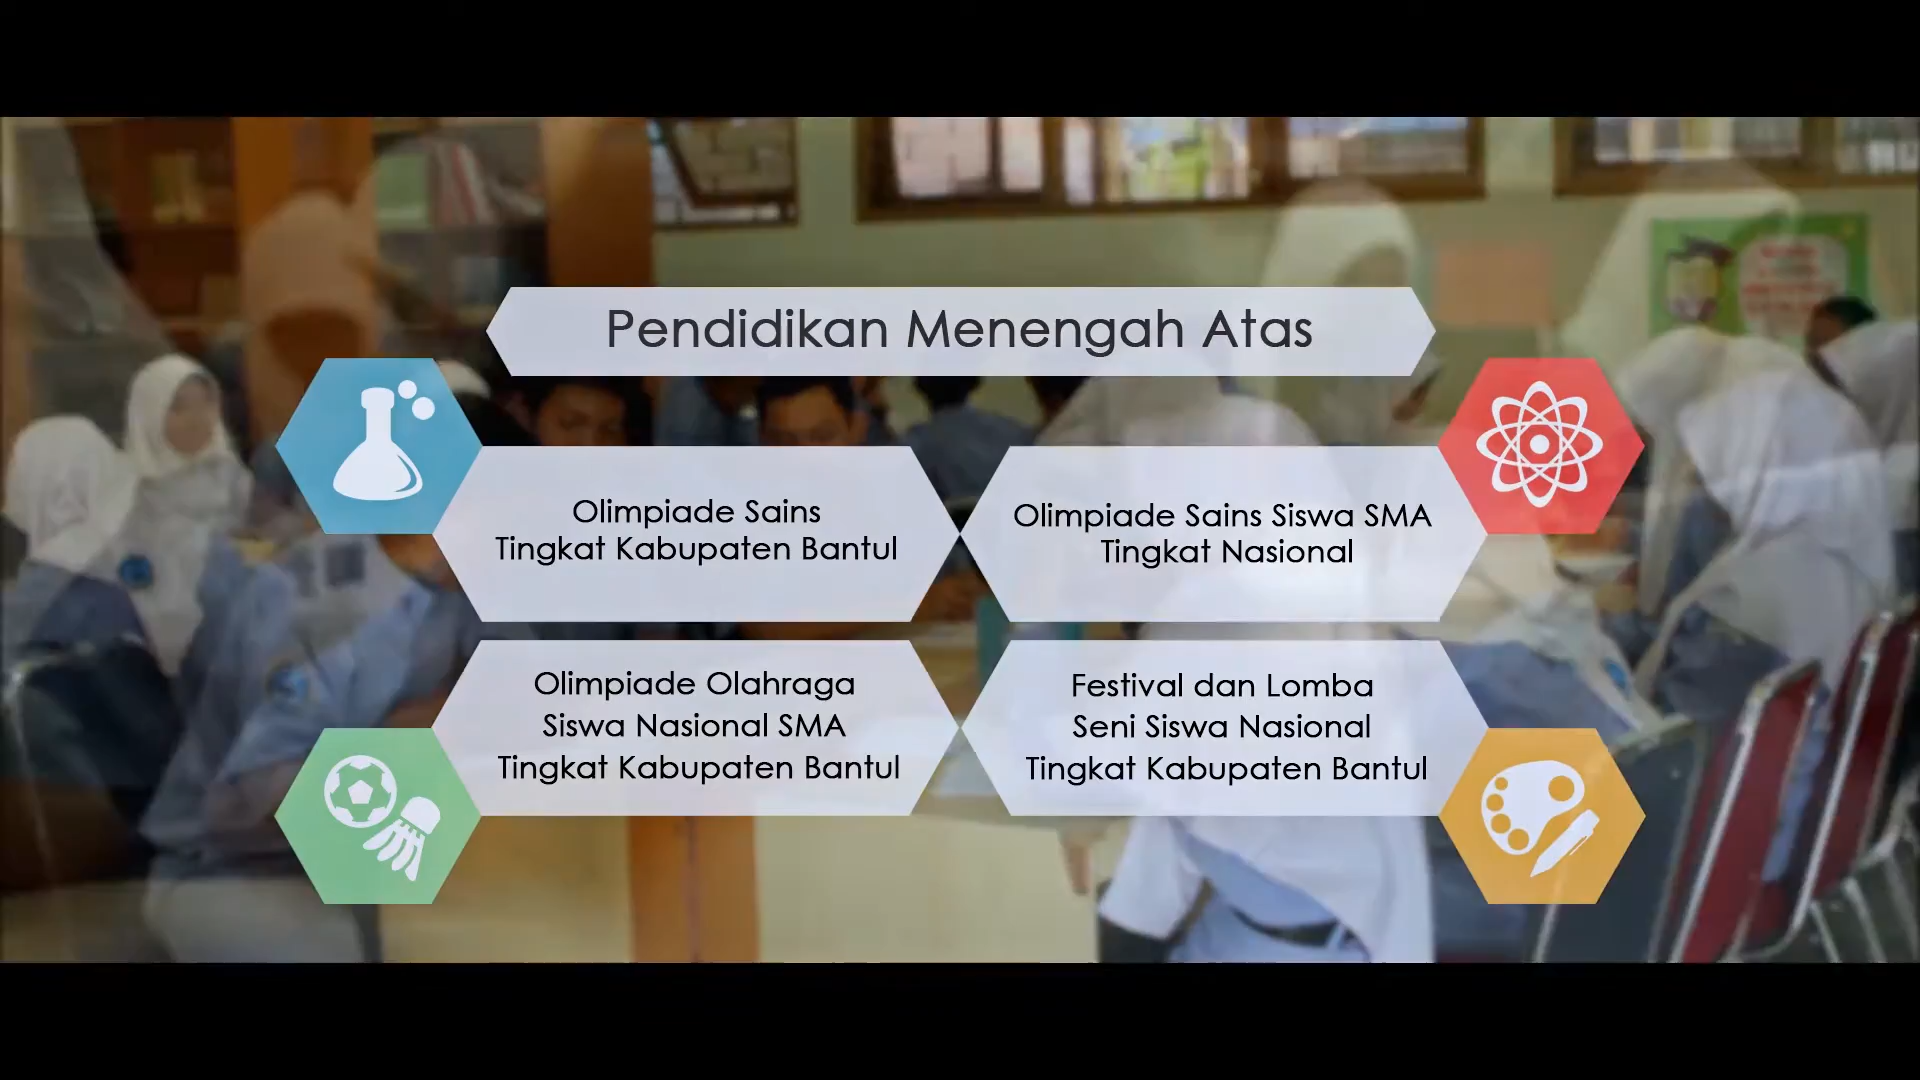 Pendidikan Menengah Atas
Olimpiade Sains
Tingkat Kabupaten Bantul
Olimpiade Sains Siswa SMA
Tingkat Nasional
Olimpiade Olahraga
Siswa Nasional SMA
Tingkat Kabupaten Bantul
Festival dan Lomba
Seni Siswa Nasional
Tingkat Kabupaten Bantul